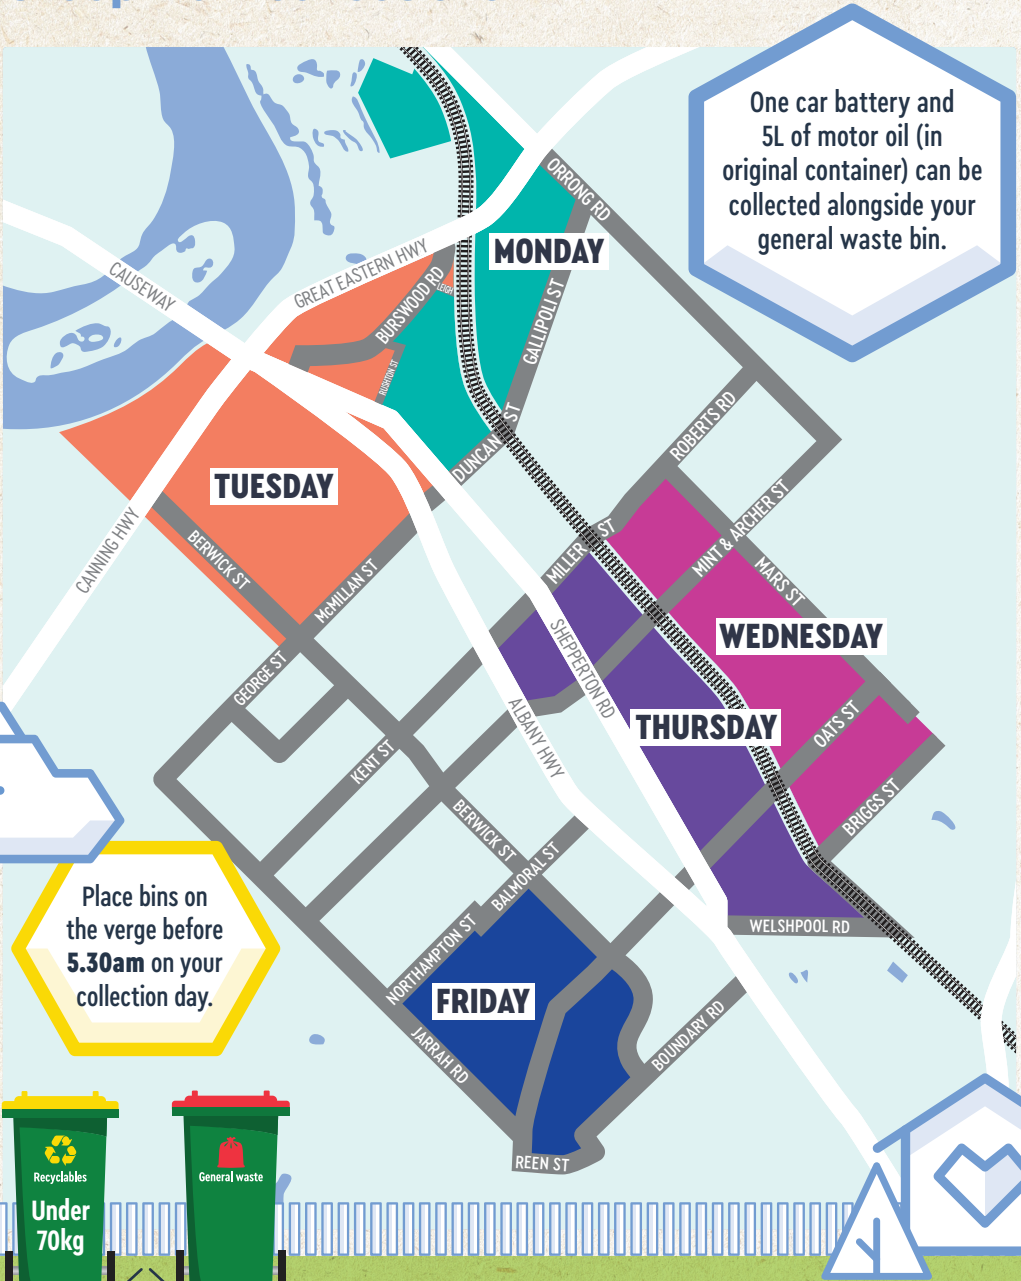 One car battery and
5L of motor oil (in
original container) can be
collected alongside your
general waste bin.
ORRONG RD
MONDAY
GREAT EASTERN HWY
CAUSEWAY
BURSWOOD RD
LEIGH
GALLIPOLI ST
RUSHTON ST
DUNCAN ST
ROBERTS RD
TUESDAY
CANNING HWY
BERWICK ST
McMILLAN ST
MILLER ST
MINT & ARCHER ST
MARS ST
WEDNESDAY
SHEPPERTON RD
GEORGE ST
THURSDAY
OATS ST
ALBANY HWY
KENT ST
BRIGGS ST
BERWICK ST
BALMORAL ST
WELSHPOOL RD
NORTHAMPTON ST
FRIDAY
JARRAH RD
BOUNDARY RD
REEN ST
Place bins on
the verge before
5.30am on your
collection day.
Recyclables
Under
70kg
General waste